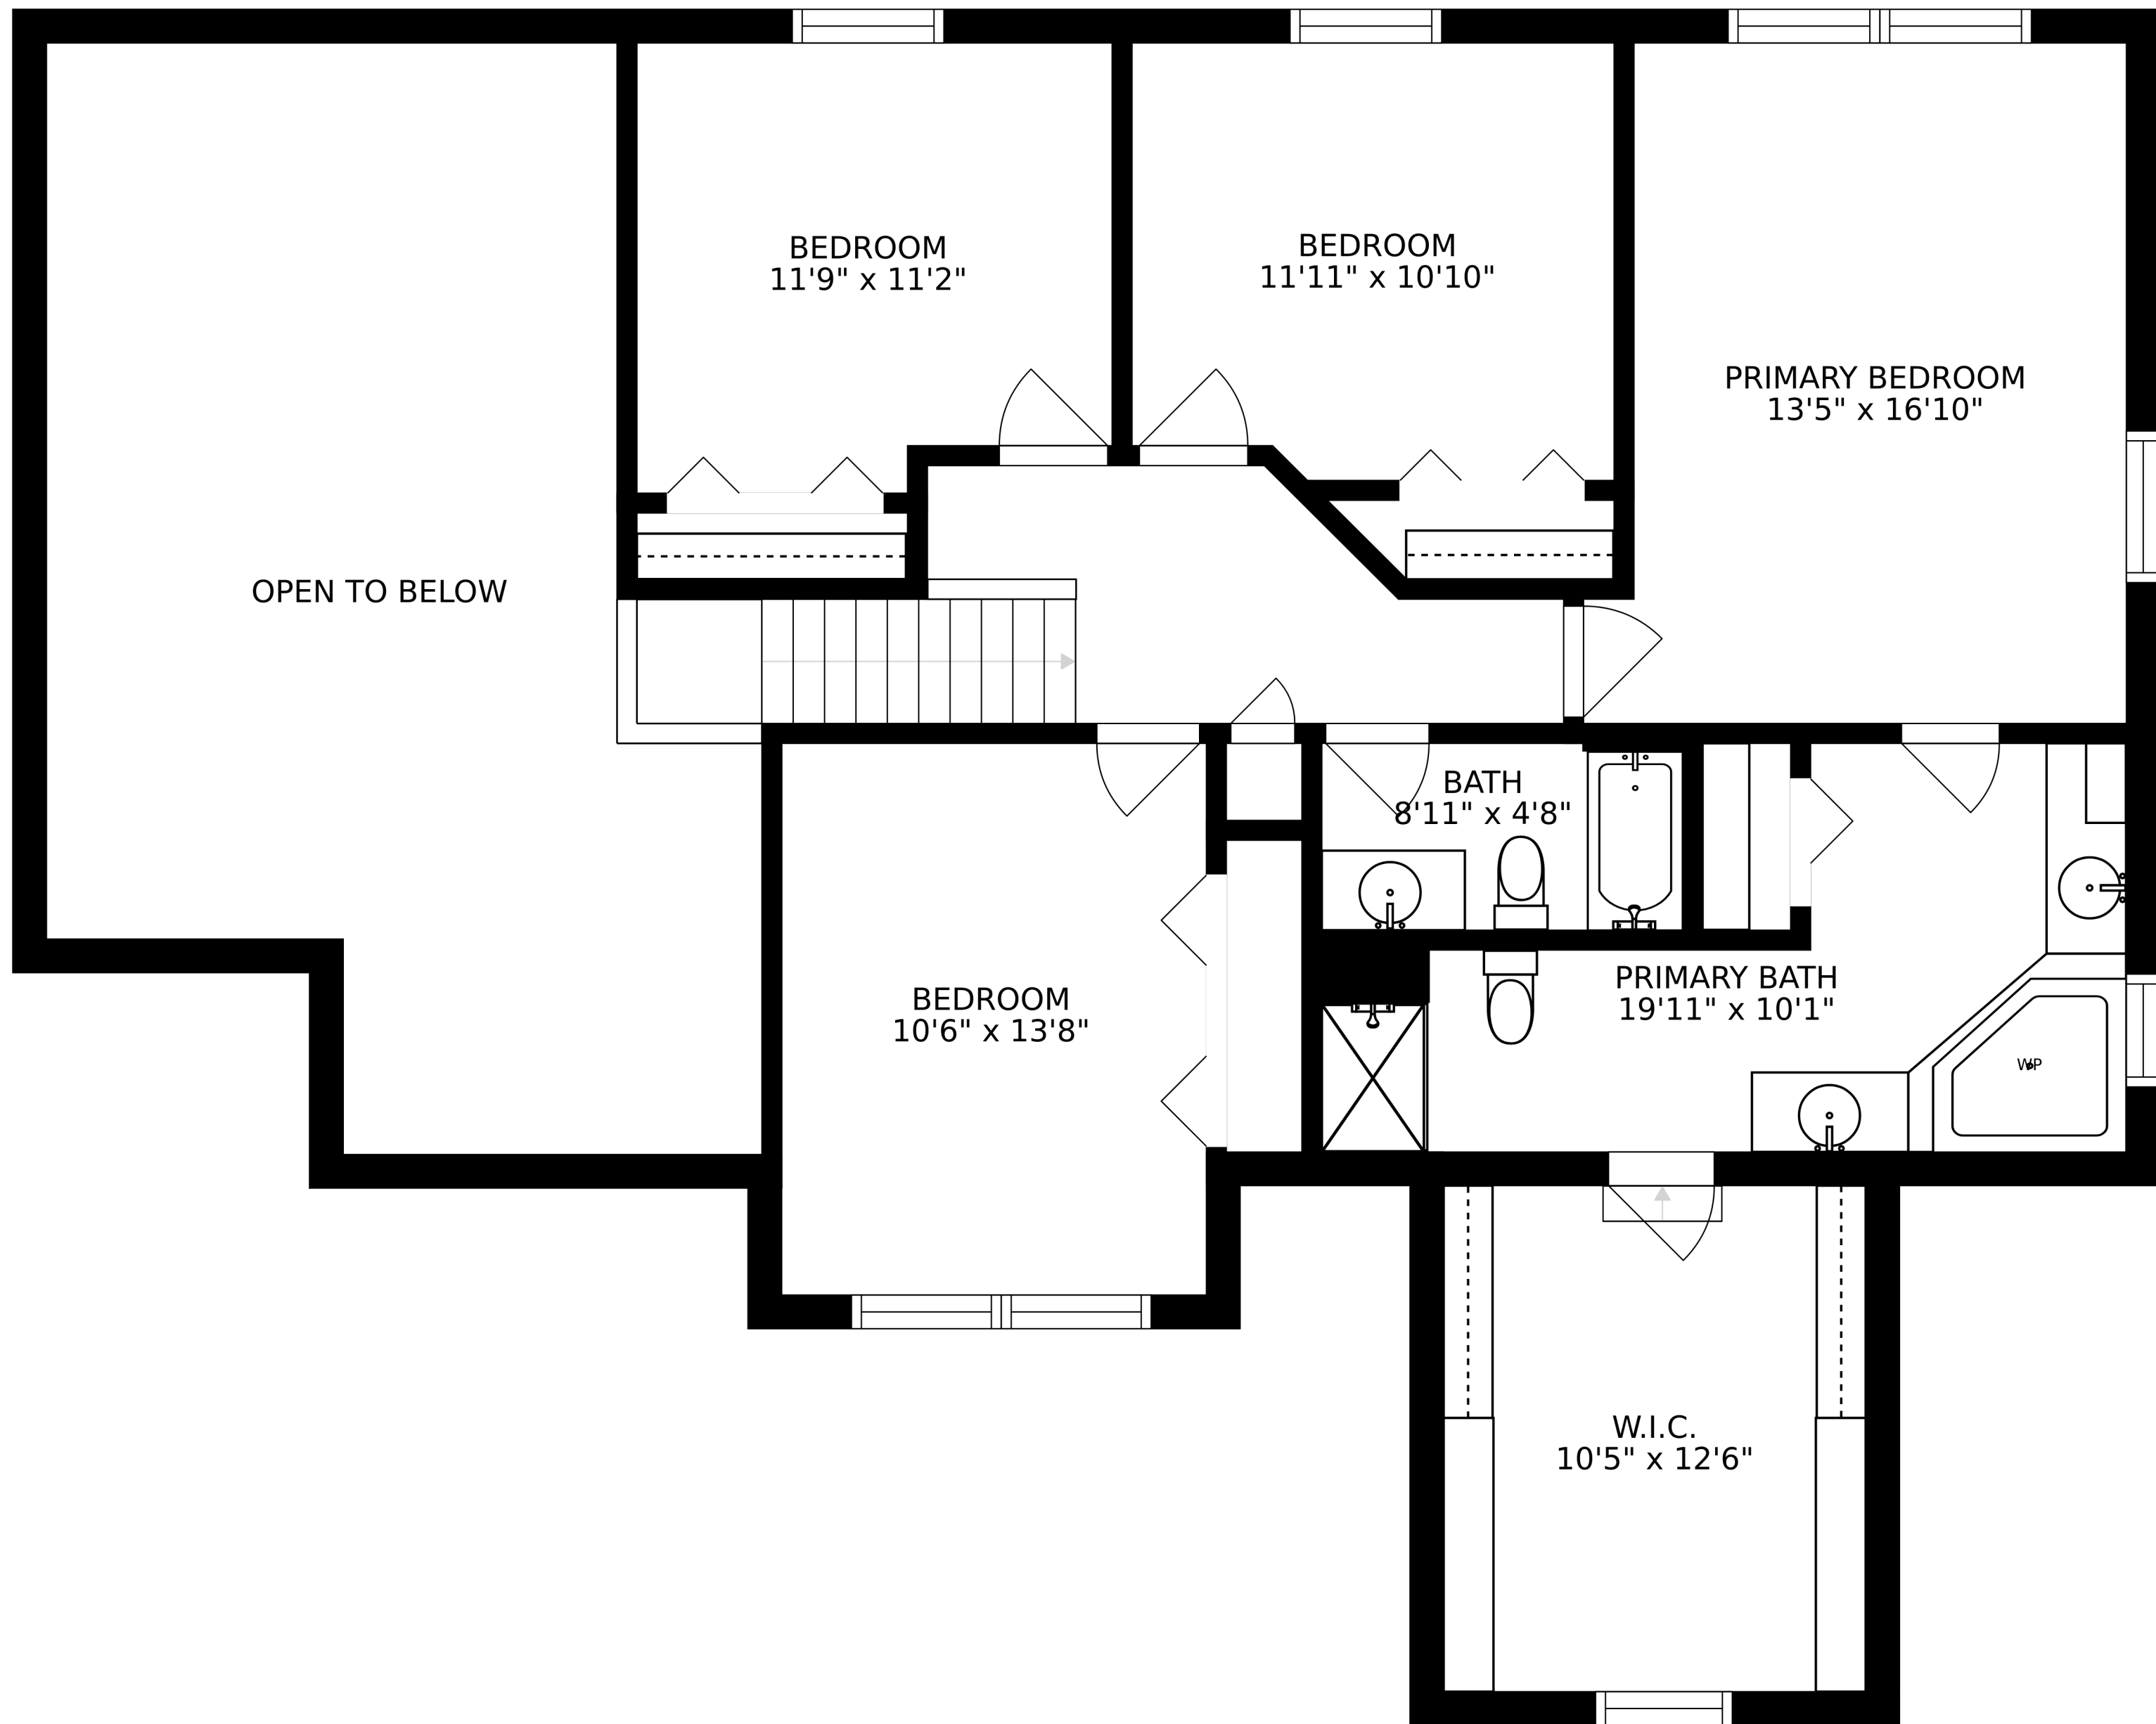 BEDROOM
11'9" x 11'2"
BEDROOM
11'11" x 10'10"
PRIMARY BEDROOM
13'5" x 16'10"
OPEN TO BELOW
BATH
8'11" x 4'8"
BEDROOM
10'6" x 13'8"
PRIMARY BATH
19'11" x 10'1"
WP
W.I.C.
10'5" x 12'6"